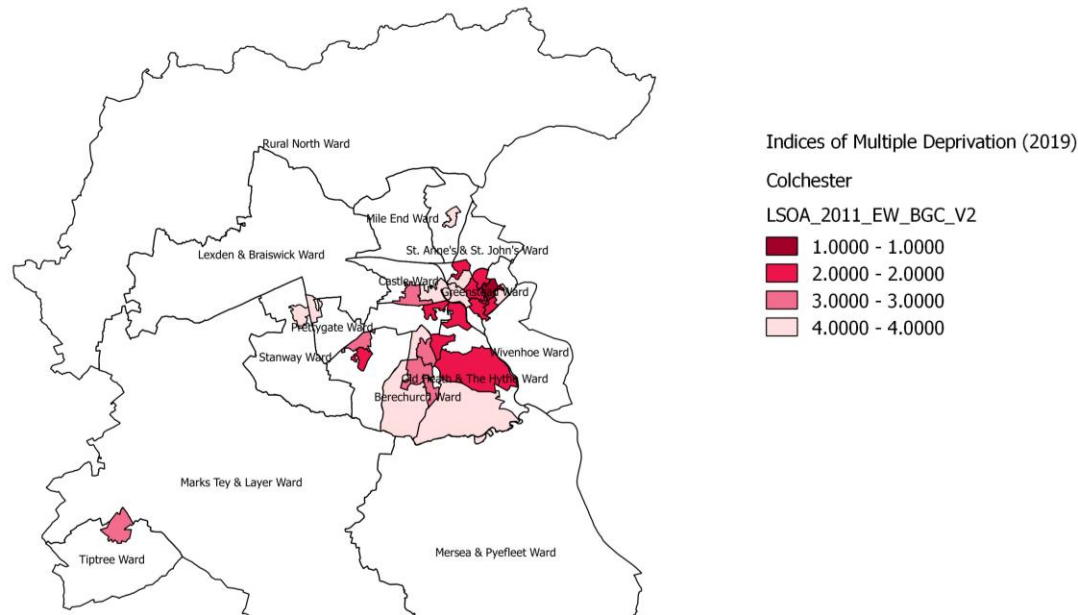 Rural North Ward
Mile End Ward
St. Anne's & St. John's Ward
Lexden & Braiswick Ward
Castle Ward
Greenstead Ward
Prettygate Ward
Stanway Ward
Wivenhoe Ward
Old Heath & The Hythe Ward
Berechurch Ward
Marks Tey & Layer Ward
Tiptree Ward
Mersea & Pyefleet Ward
Indices of Multiple Deprivation (2019)
Colchester
LSOA_2011_EW_BGC_V2
1.0000 - 1.0000
2.0000 - 2.0000
3.0000 - 3.0000
4.0000 - 4.0000